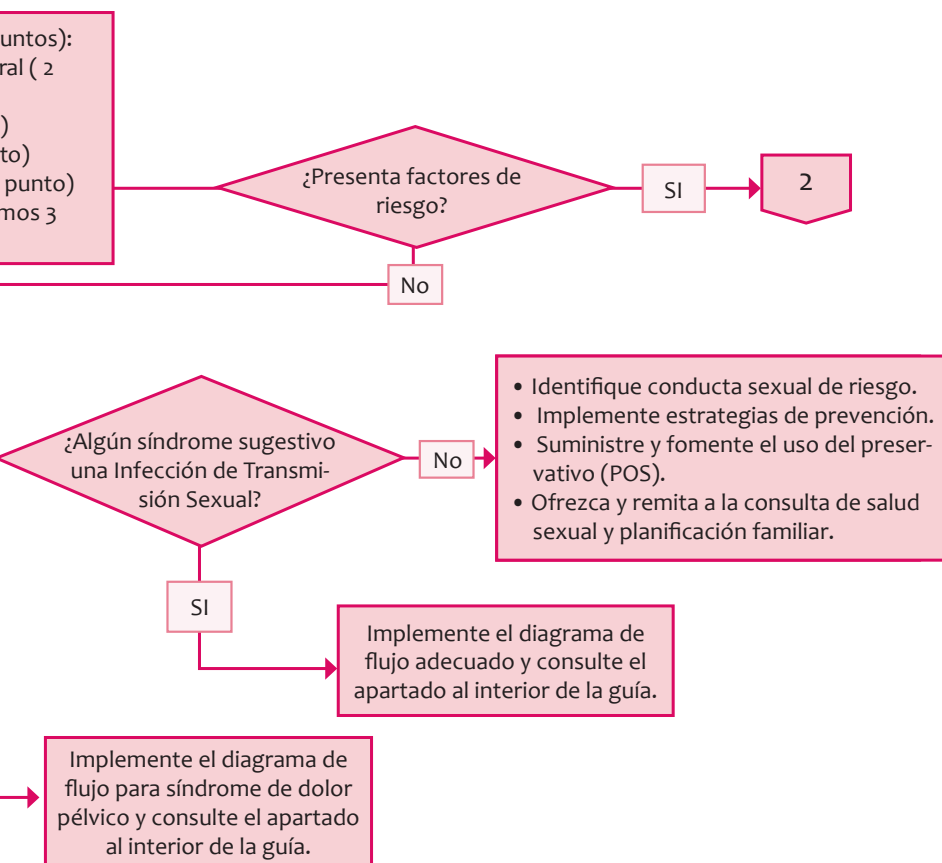 untos):
ral ( 2
)
to)
punto)
mos 3
¿Presenta factores de
riesgo?
SI
2
No
¿Algún síndrome sugestivo
una Infección de Transmi-
sión Sexual?
No
• Identifique conducta sexual de riesgo.
• Implemente estrategias de prevención.
• Suministre y fomente el uso del preser-
vativo (POS).
• Ofrezca y remita a la consulta de salud
sexual y planificación familiar.
SI
Implemente el diagrama de
flujo adecuado y consulte el
apartado al interior de la guía.
Implemente el diagrama de
flujo para síndrome de dolor
pélvico y consulte el apartado
al interior de la guía.